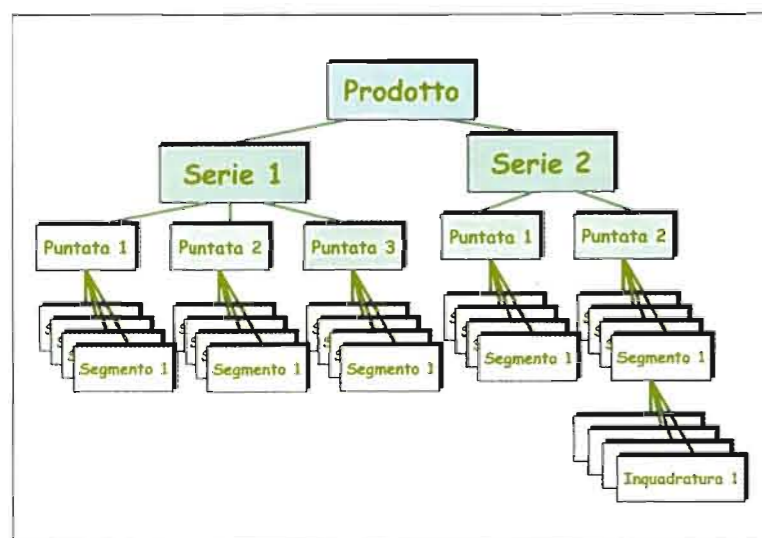 Prodotto
Serie 1
Serie 2
Puntata 1
Puntata 2
Puntata 3
Puntata 1
Puntata 2
Segmento 1
Segmento 1
Segmento 1
Segmento 1
Segmento 1
Inquadratura 1